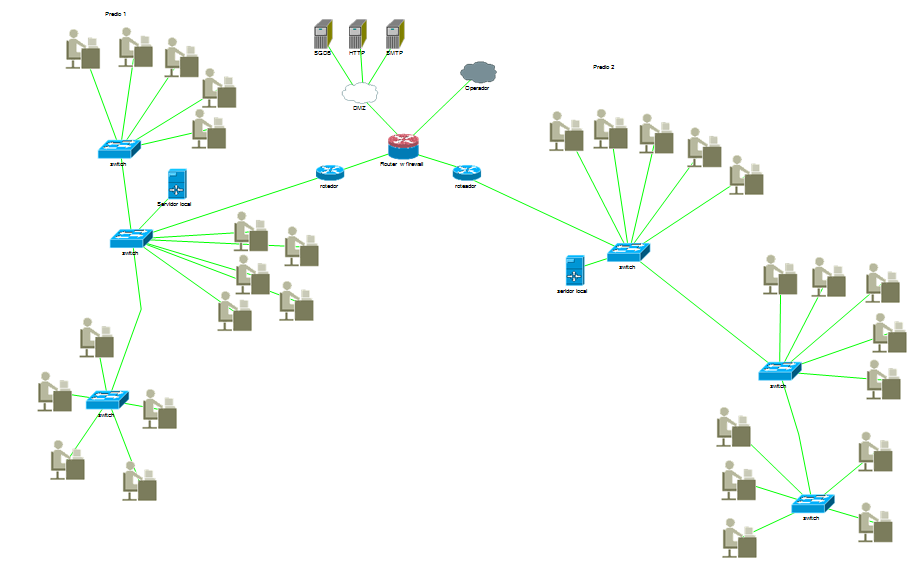 Predio 1
SGDB
HTTP
SMTP
Operador
Predio 2
DMZ
Router w firewall
switch
roteador
roteador
Servidor local
switch
switch
seridor local
switch
switch
switch